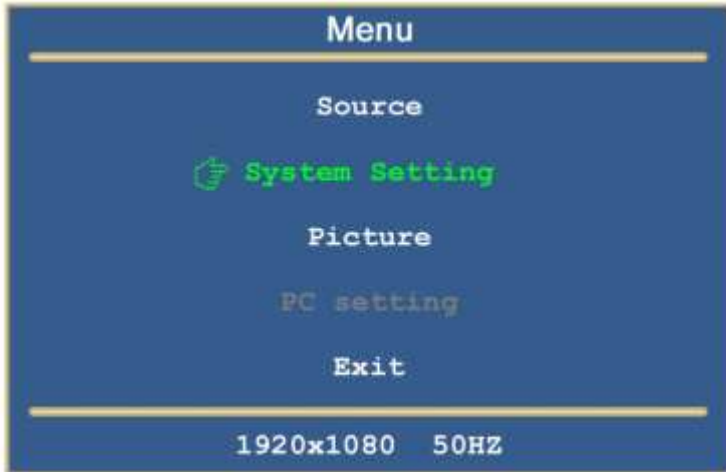 Menu
Source
System Setting
Picture
PC setting
Exit
1920x1080 50HZ